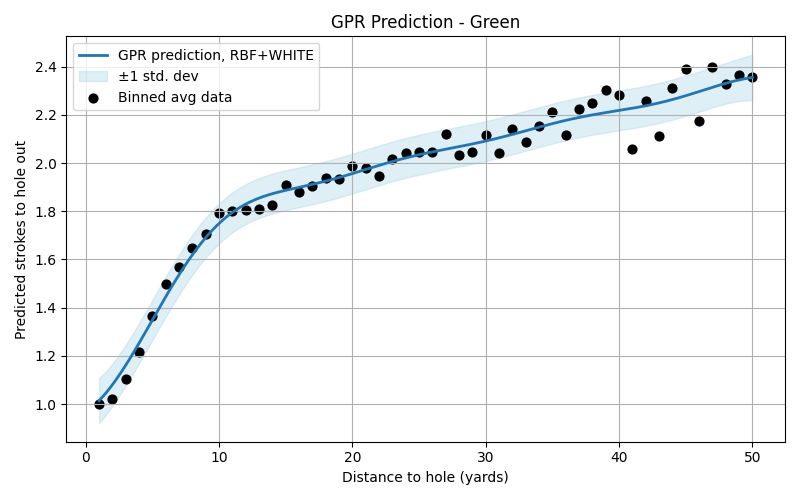 GPR Prediction - Green
GPR prediction, RBF+WHITE
±1 std. dev
Binned avg data
Predicted strokes to hole out
2.4
2.2
2.0
1.8
1.6
1.4
1.2
1.0
0 10 20 30 40 50
Distance to hole (yards)